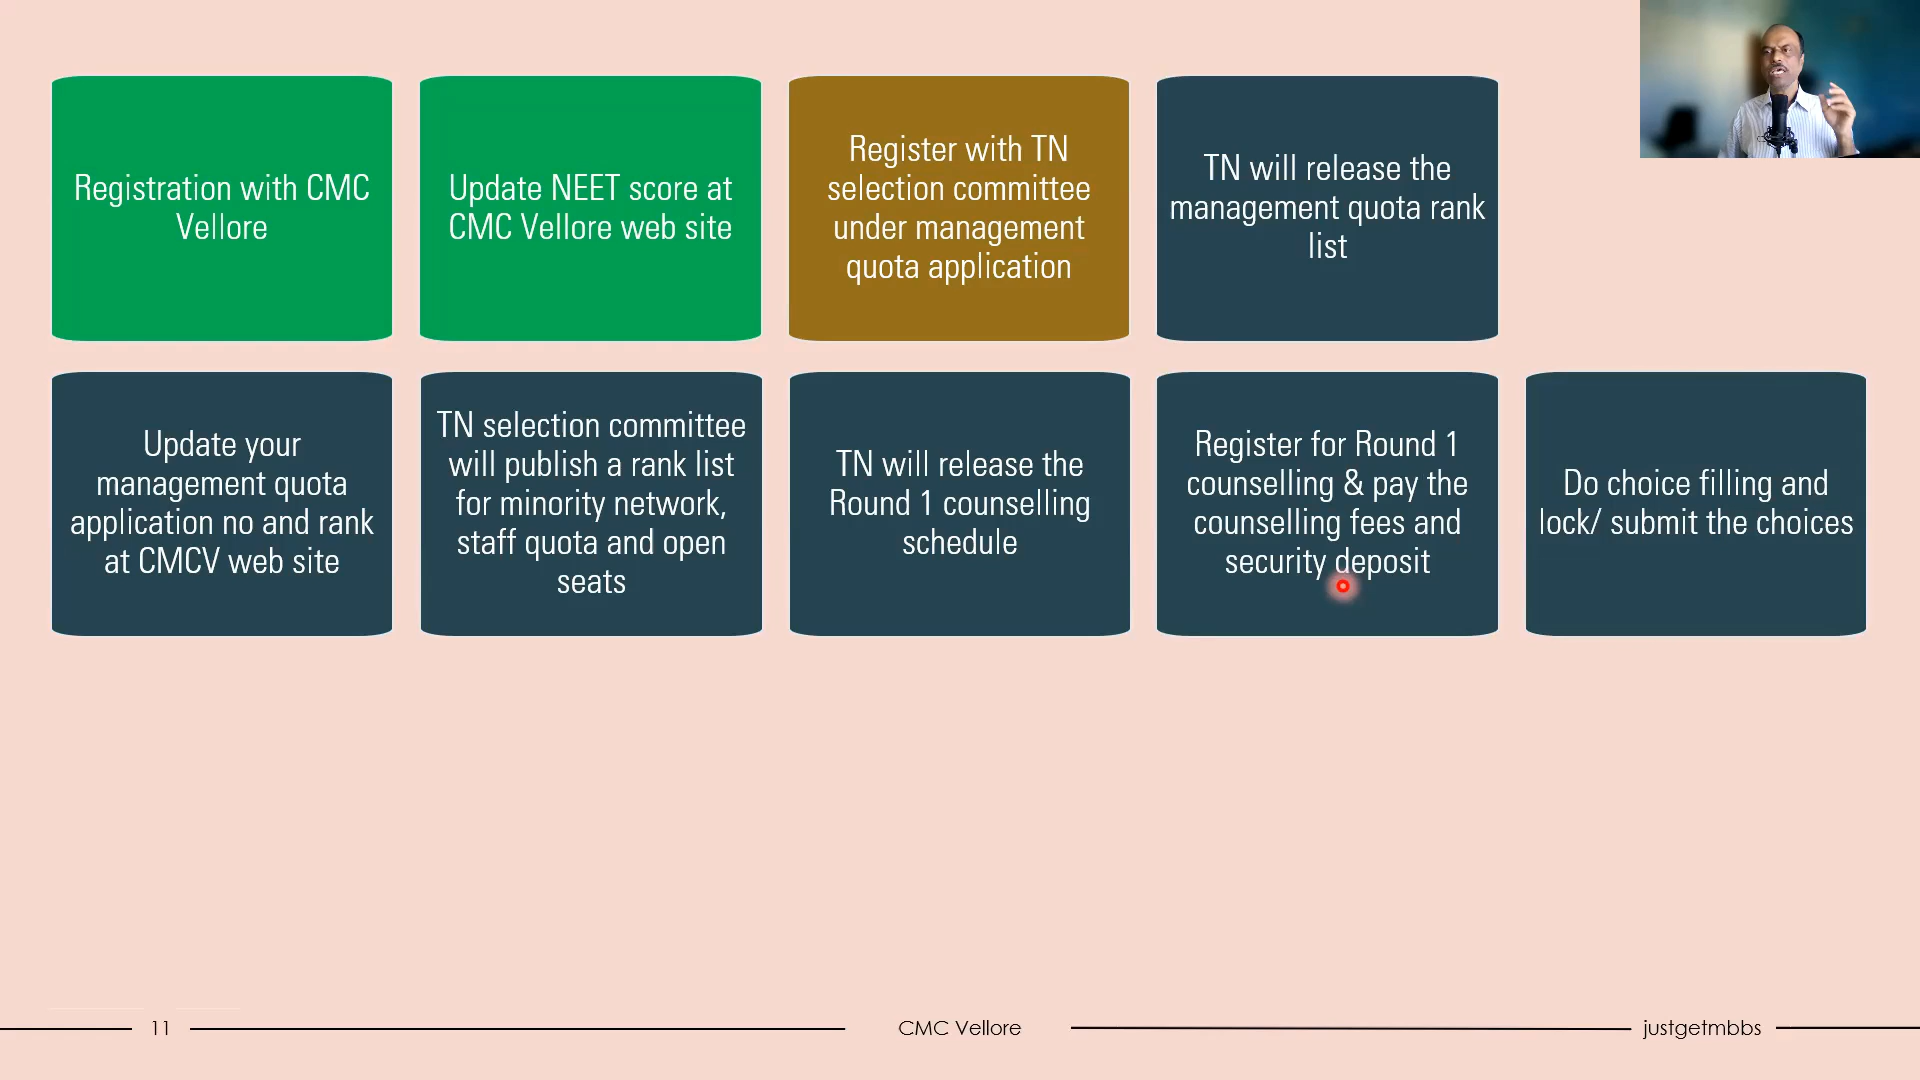 Registration with CMC
Vellore
Update NEET score at
CMC Vellore web site
Register with TN
selection committee
under management
quota application
TN will release the
management quota rank
list
Update your
management quota
application no and rank
at CMCV web site
TN selection committee
will publish a rank list
for minority network,
staff quota and open
seats
TN will release the
Round 1 counselling
schedule
Register for Round 1
counselling & pay the
counselling fees and
security deposit
Do choice filling and
lock/ submit the choices
11
CMC Vellore
justgetmbbs